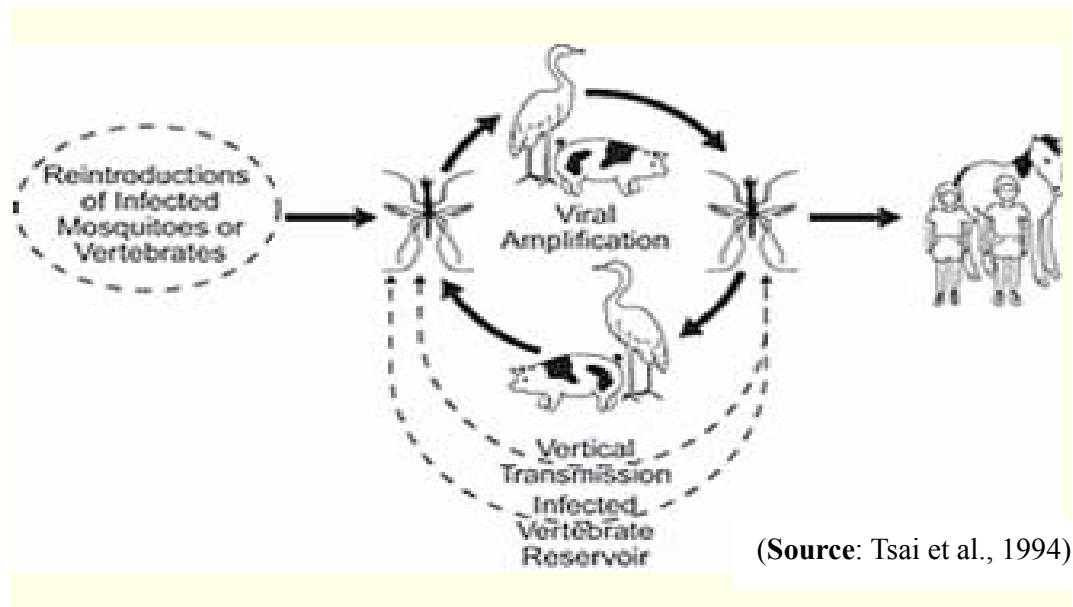 Reintroductions
of Infected
Mosquitoes or
Vertebrates
Viral
Amplification
Vertical
Transmission
Infected
Vertebrate
Reservoir
(Source: Tsai et al., 1994)